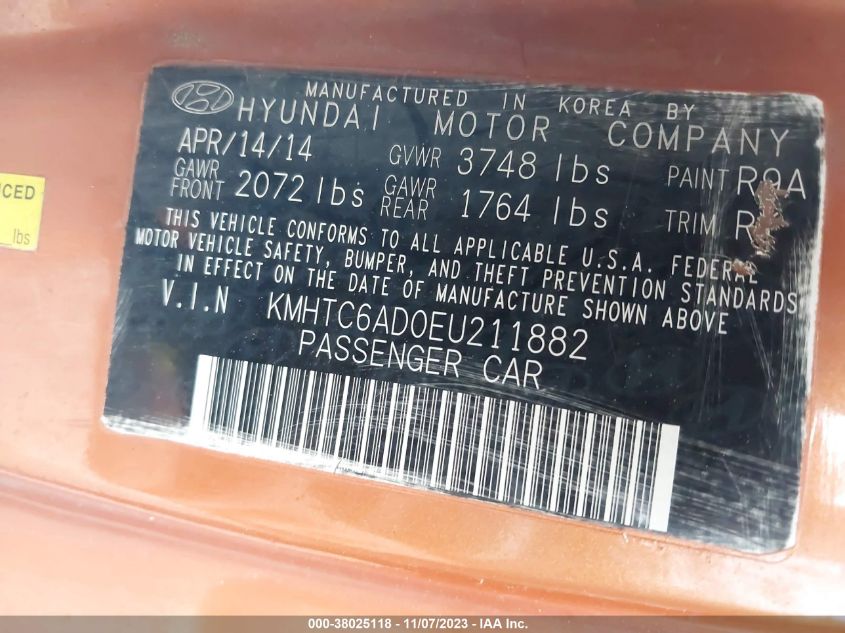 MANUFACTURED IN KOREA BY
HYUNDAI MOTOR COMPANY
APR/14/14 GVWR 3748 lbs PAINT R9A
GAWR FRONT 2072 lbs GAWR REAR 1764 lbs TRIM
THIS VEHICLE CONFORMS TO ALL APPLICABLE U.S.A. FEDERAL
MOTOR VEHICLE SAFETY, BUMPER, AND THEFT PREVENTION STANDARDS
IN EFFECT ON THE DATE OF MANUFACTURE SHOWN ABOVE
V.I.N KMHTC6AD0EU211882
PASSENGER CAR
lbs
000-38025118 - 11/07/2023 - IAA Inc.